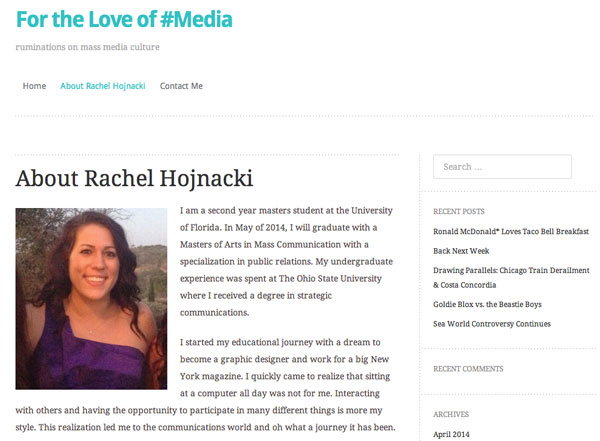 For the Love of #Media
ruminations on mass media culture
Home About Rachel Hojnacki Contact Me
About Rachel Hojnacki
I am a second year masters student at the University
of Florida. In May of 2014, I will graduate with a
Masters of Arts in Mass Communication with a
specialization in public relations. My undergraduate
experience was spent at The Ohio State University
where I received a degree in strategic
communications.
I started my educational journey with a dream to
become a graphic designer and work for a big New
York magazine. I quickly came to realize that sitting
at a computer all day was not for me. Interacting
with others and having the opportunity to participate in many different things is more my
style. This realization led me to the communications world and oh what a journey it has been.
Search ...
RECENT POSTS
Ronald McDonald* Loves Taco Bell Breakfast
Back Next Week
Drawing Parallels: Chicago Train Derailment
& Costa Concordia
Goldie Blox vs. the Beastie Boys
Sea World Controversy Continues
RECENT COMMENTS
ARCHIVES
April 2014